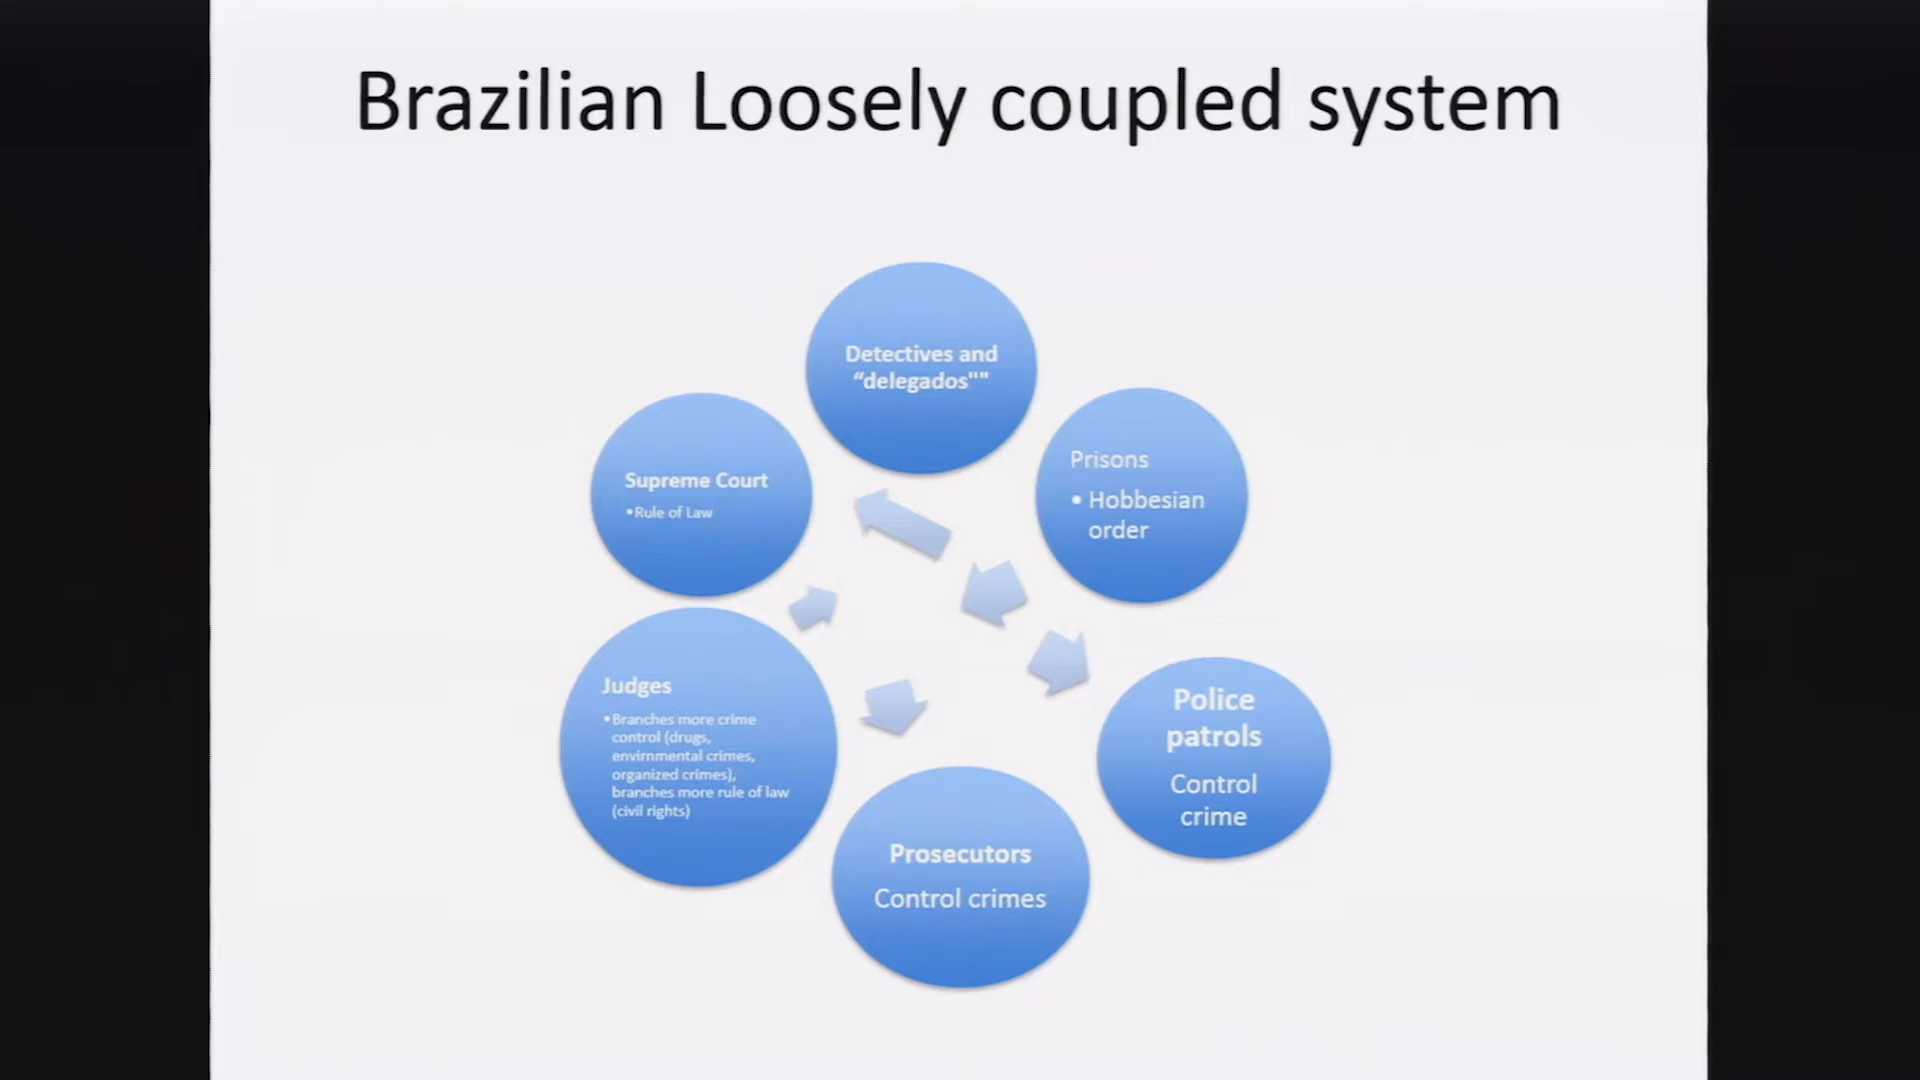 Brazilian Loosely coupled system
Detectives and
“delegados""
Prisons
• Hobbesian
order
Supreme Court
•Rule of Law
Judges
•Branches more crime
control (drugs,
envirnmental crimes,
organized crimes),
branches more rule of law
(civil rights)
Police
patrols
Control
crime
Prosecutors
Control crimes